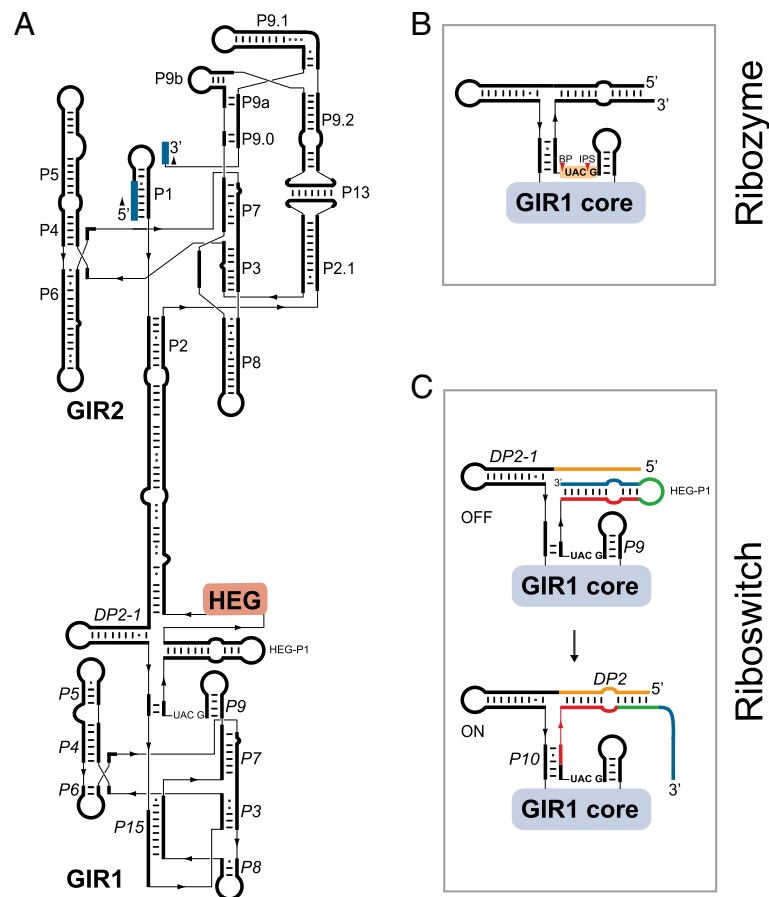 A
P9.1
P9b
P9a
P9.2
P9.0
3'
P5
P1
5'
P13
P7
P4
P3
P2.1
P6
P2
P8
GIR2
HEG
DP2-1
HEG-P1
P5
P9
UAC G
P4
P7
P6
P3
P15
P8
GIR1
B
5'
3'
BP IPS
UAC G
GIR1 core
Ribozyme
C
DP2-1
5'
3'
HEG-P1
OFF
UAC G
P9
GIR1 core
DP2
5'
ON
P10
UAC G
3'
GIR1 core
Riboswitch